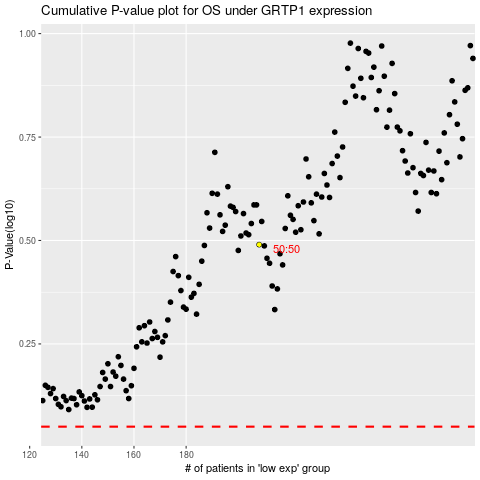 Cumulative P-value plot for OS under GRTP1 expression
1.00
0.75
0.50
0.25
P-Value(log10)
50:50
120 140 160 180
# of patients in 'low exp' group